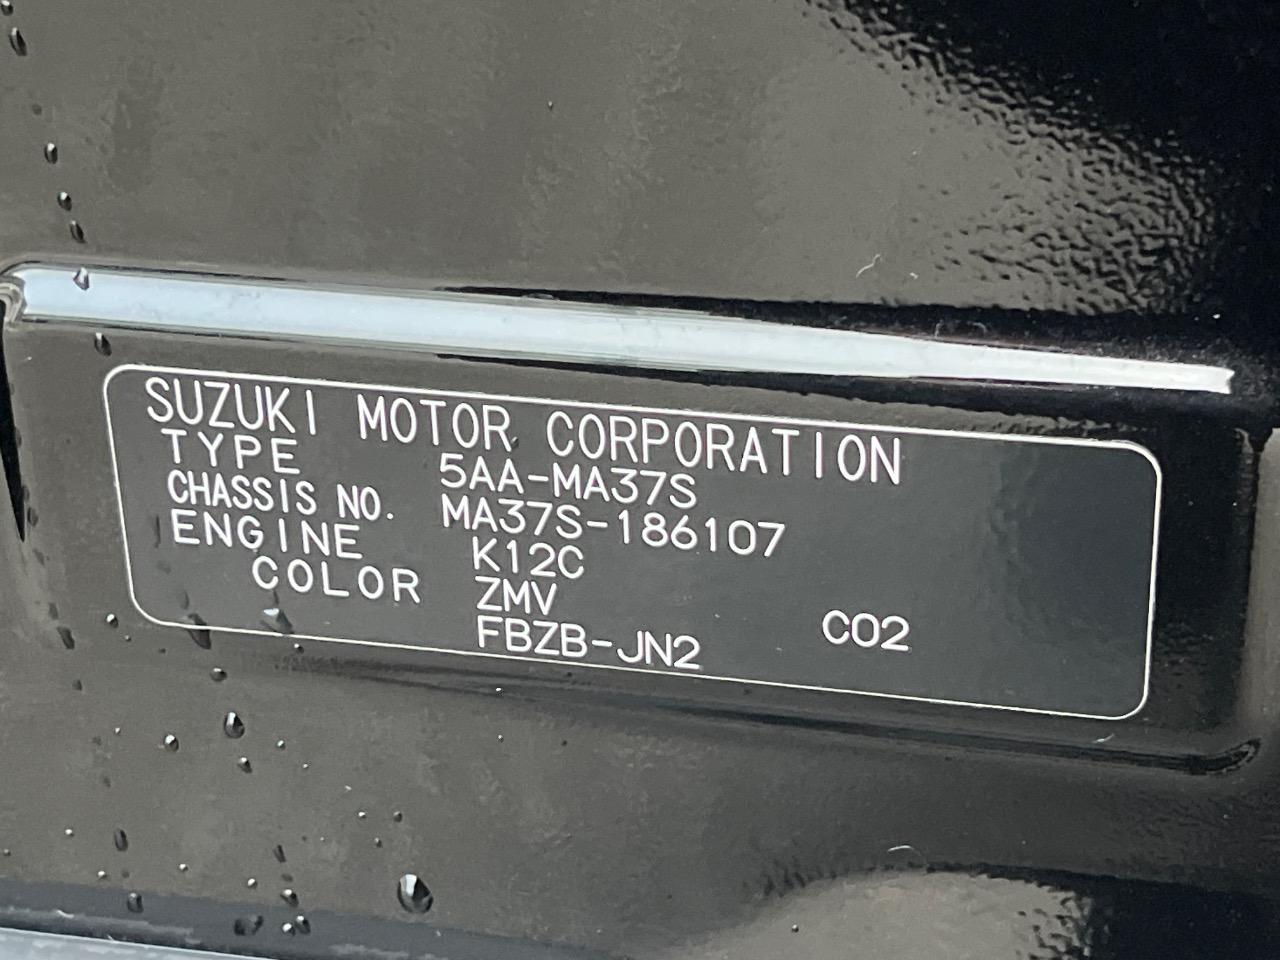 SUZUKI MOTOR CORPORATION
TYPE 5AA-MA37S
CHASSIS NO. MA37S-186107
ENGINE K12C
COLOR ZMV
FBZB-JN2 C02